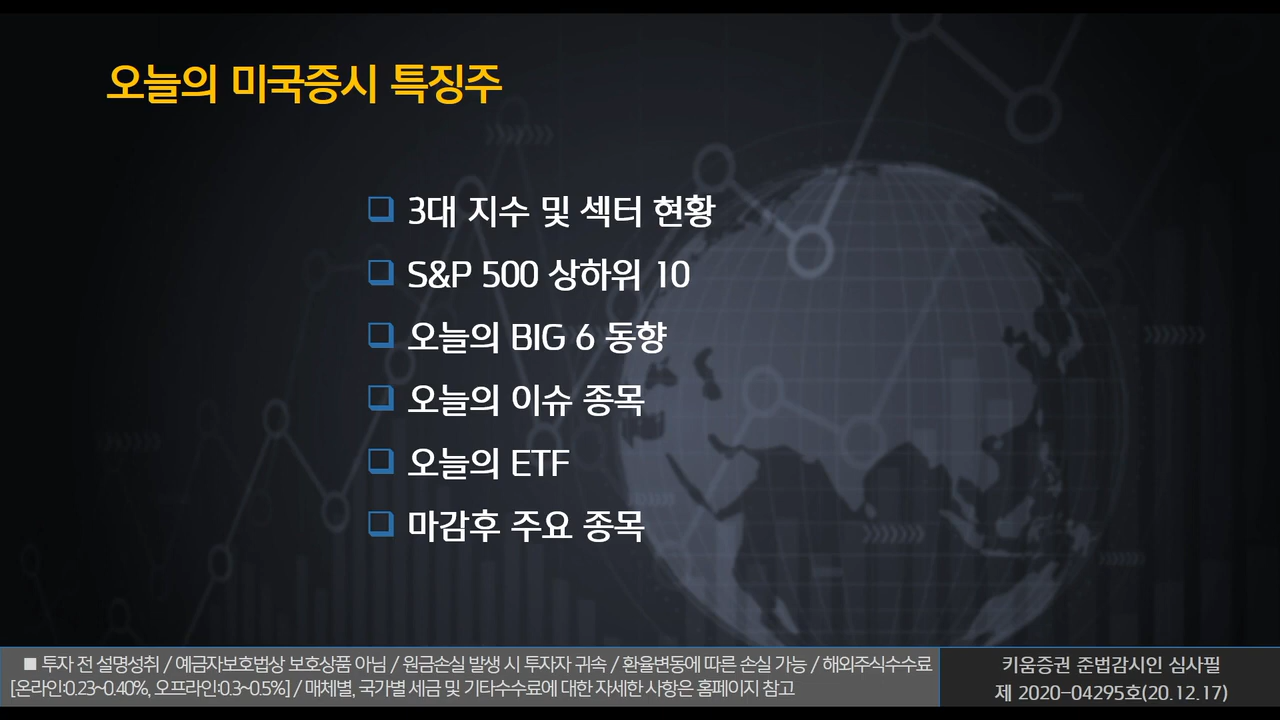 오늘의 미국증시 특징주
❑ 3대 지수 및 섹터 현황
❑ S&P 500 상하위 10
❑ 오늘의 BIG 6 동향
❑ 오늘의 이슈 종목
❑ 오늘의 ETF
❑ 마감후 주요 종목
■ 투자 전 설명성취 / 예금자보호법상 보호상품 아님 / 원금손실 발생 시 투자자 귀속 / 환율변동에 따른 손실 가능 / 해외주식수수료
[온라인:0.23~0.40%, 오프라인:0.3~0.5%] / 매체별, 국가별 세금 및 기타수수료에 대한 자세한 사항은 홈페이지 참고
키움증권 준법감시인 심사필
제 2020-04295호(20.12.17)